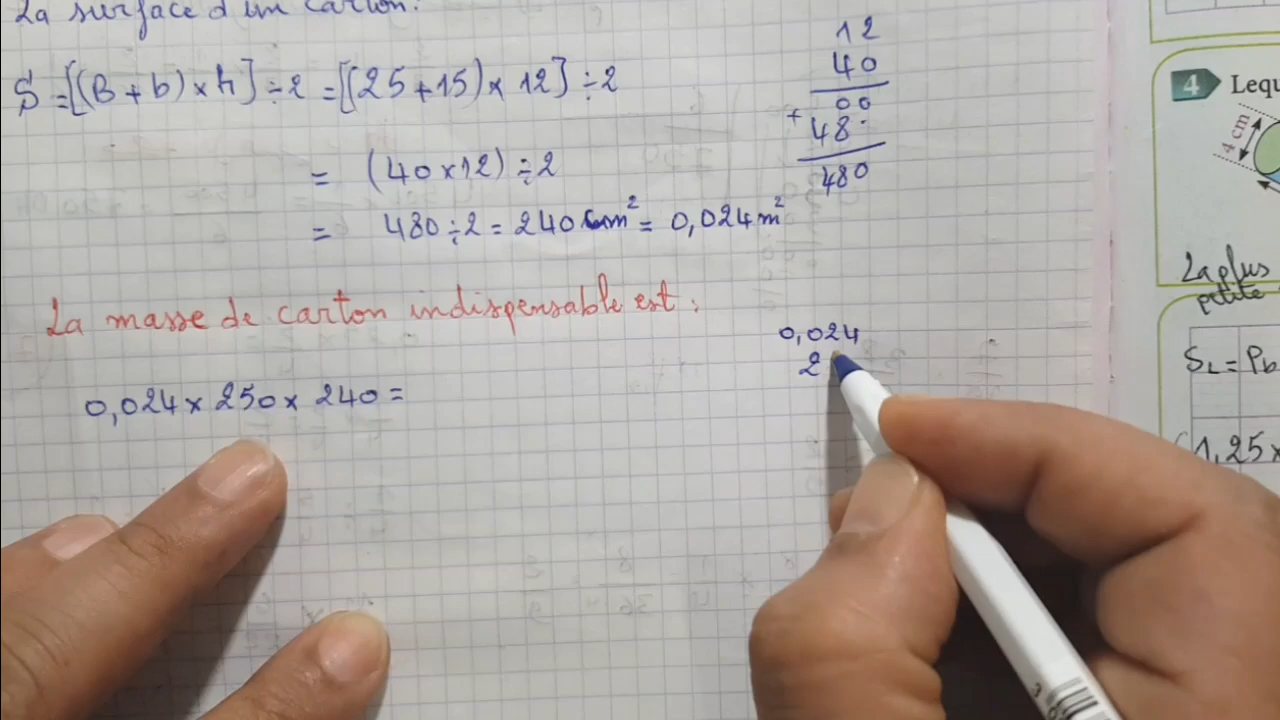 La surface d'un carton:
S = [(B + b) × h] ÷ 2 = [(25 + 15) × 12] ÷ 2
= (40 × 12) ÷ 2
= 480 ÷ 2 = 240 cm² = 0,024 m²
12
40
00
+ 48·
480
La masse de carton indispensable est :
0,024 × 250 × 240 =
0,024
2
4 Lequ
4 cm
La plus
petite
SL = Pb
(1,25 ×